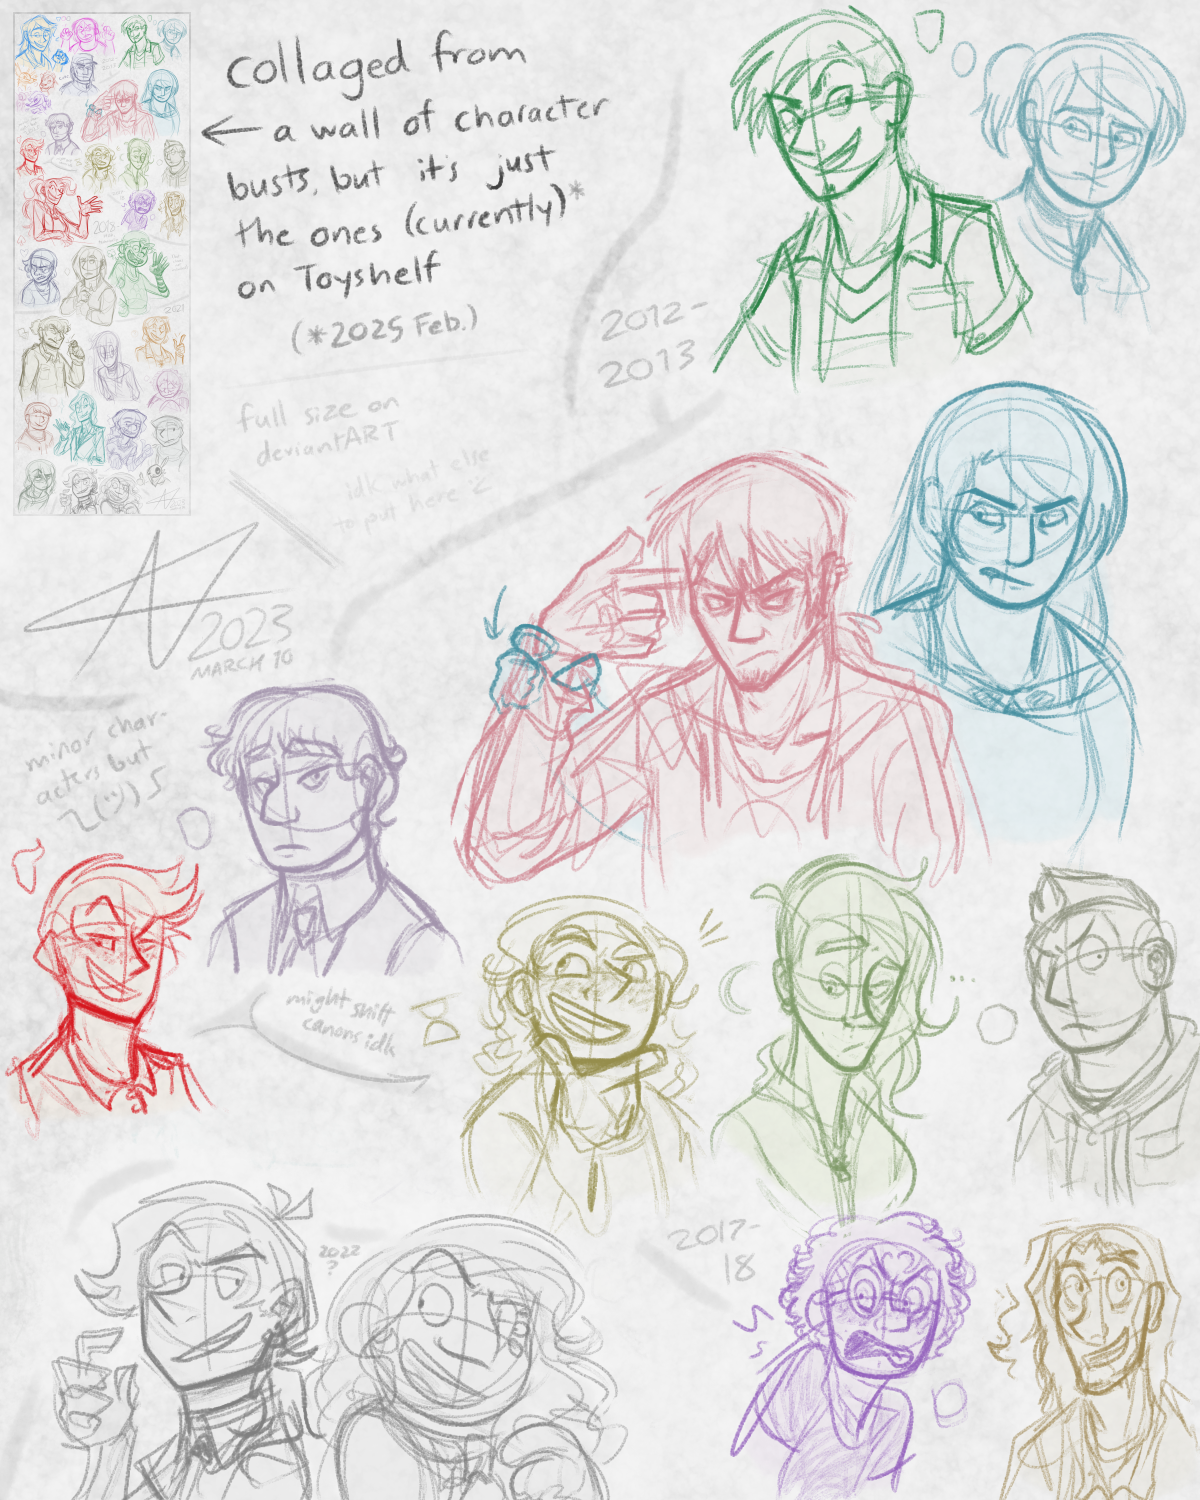 collaged from
← a wall of character
busts, but it's just
the ones (currently)*
on Toyshelf
(*2025 Feb.)
full size on
deviantART
idk what else
to put here
2012-
2013
2023
MARCH 10
minor char-
acters but
might shift
canons idk
2022
?
2017-
18